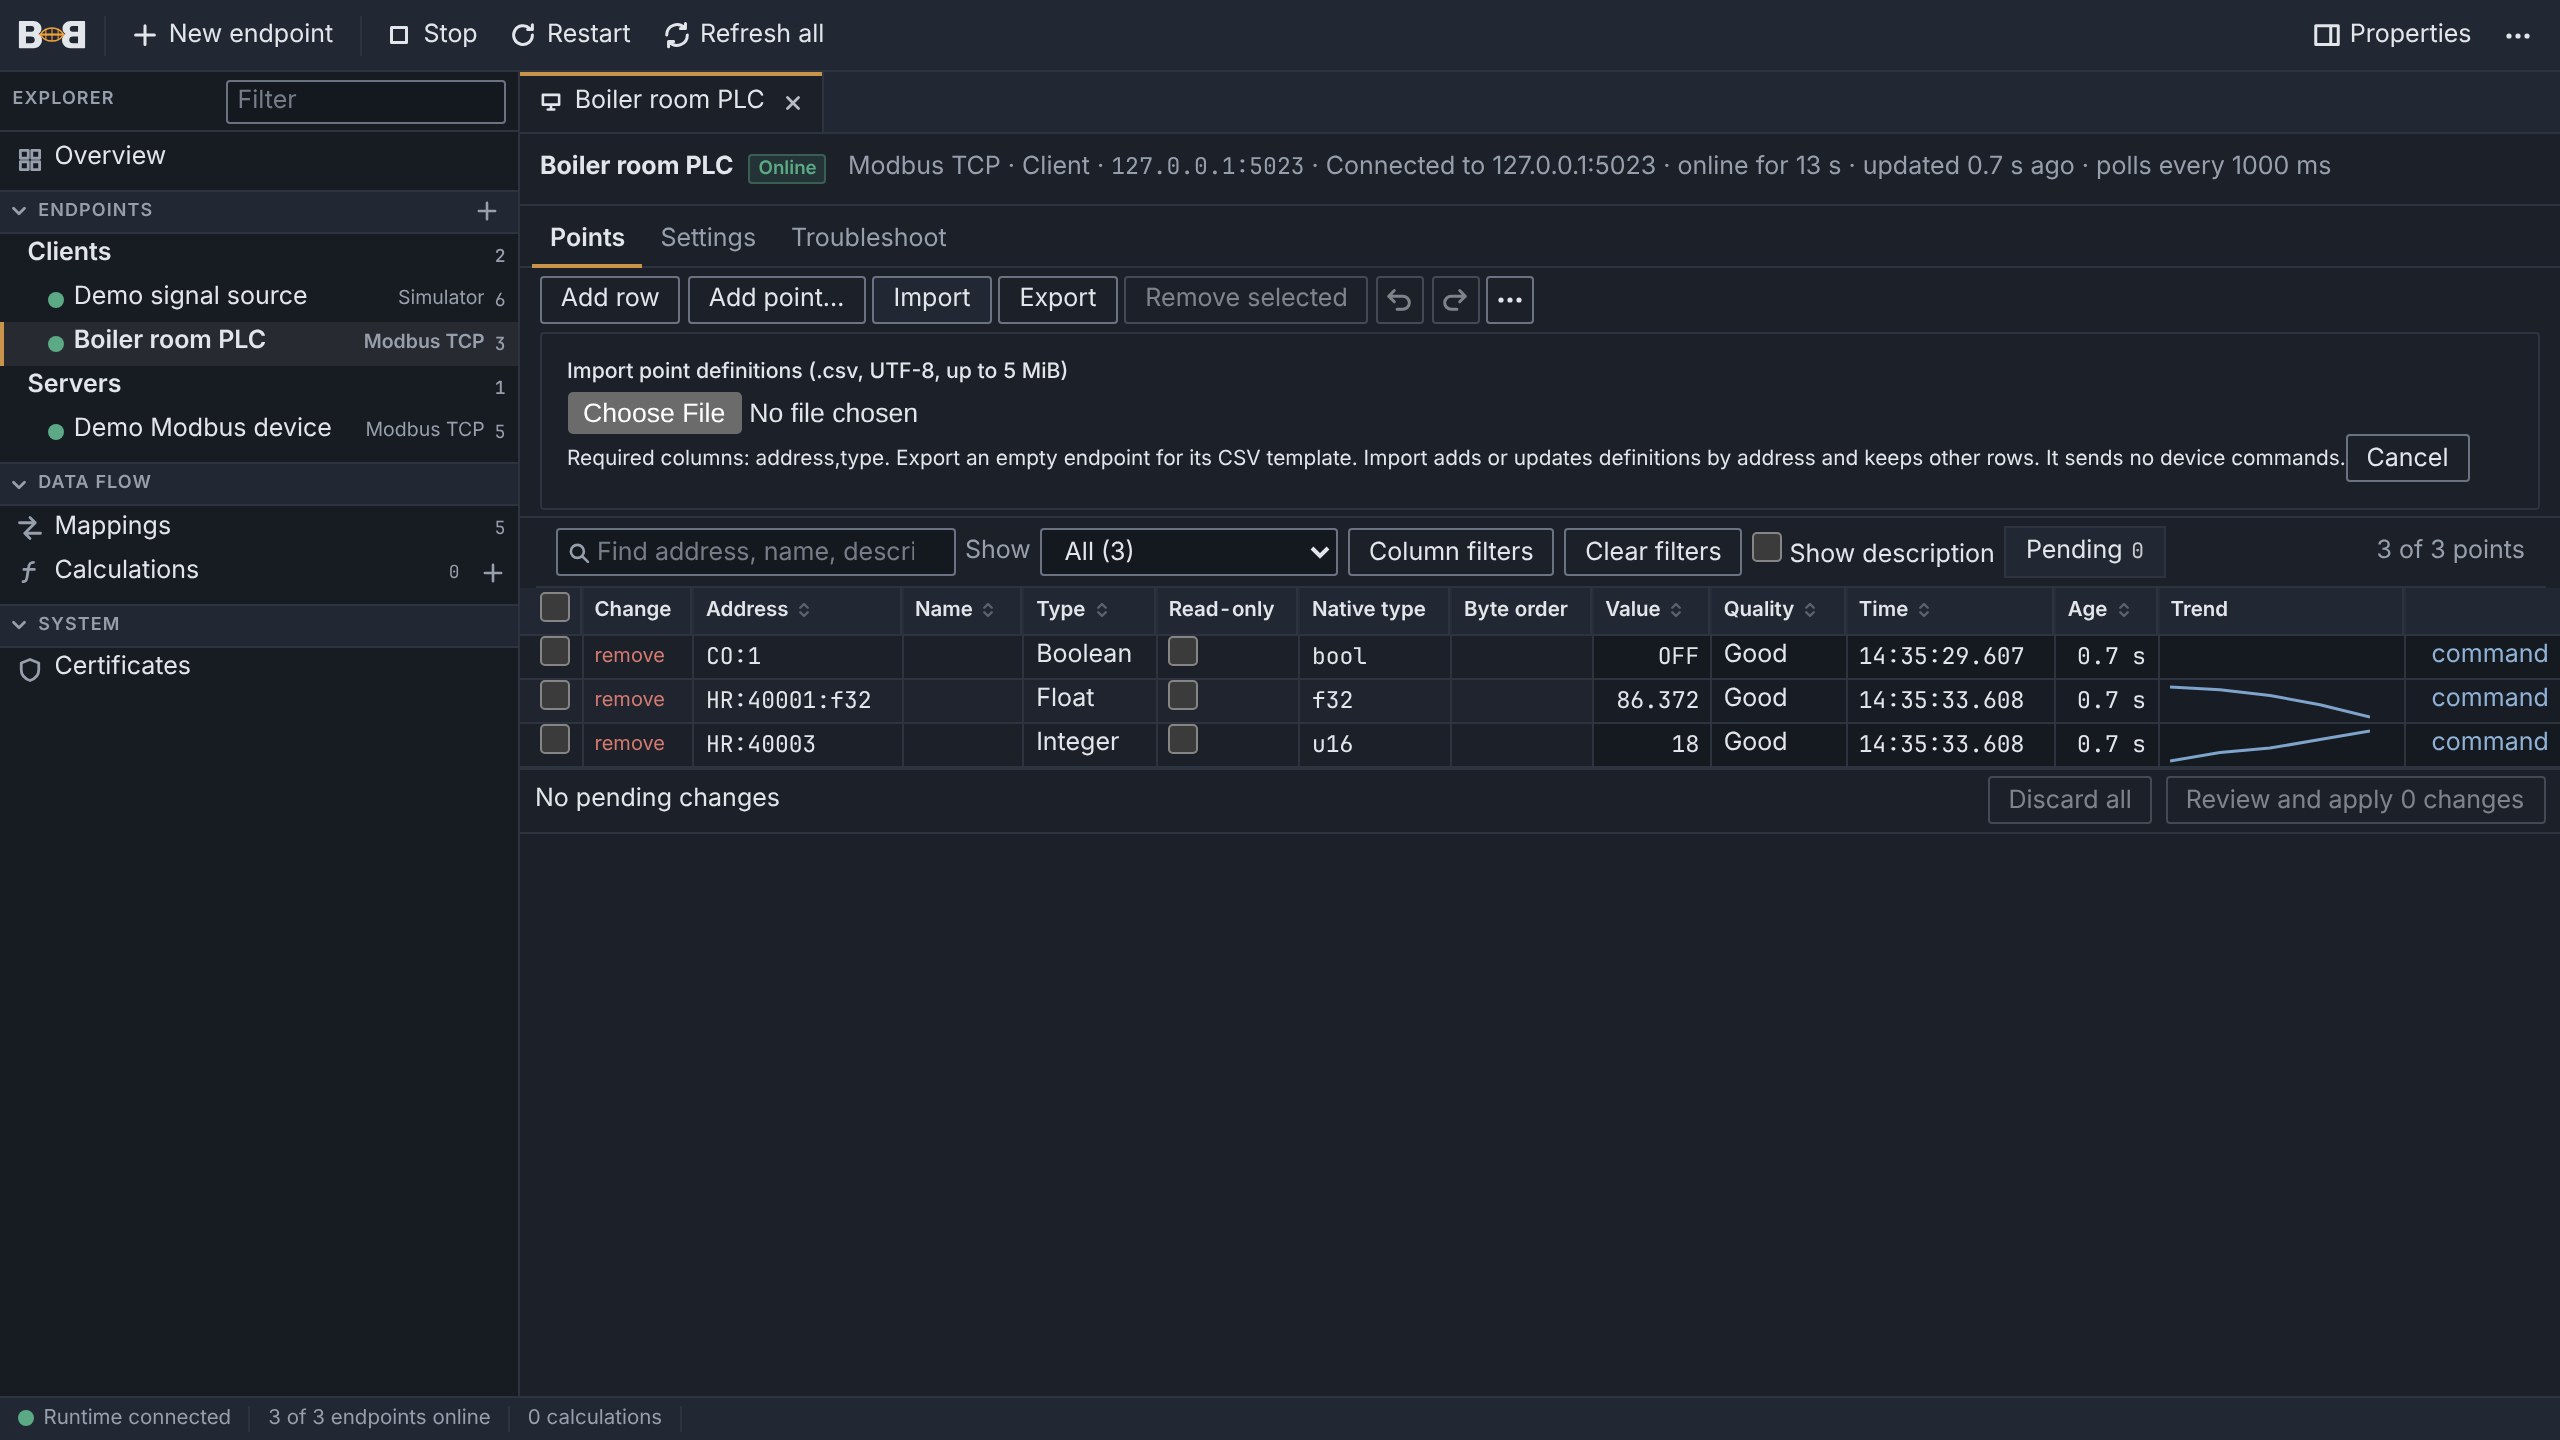 BB
New endpoint
Stop
Restart
Refresh all
Properties
EXPLORER
Filter
Overview
ENDPOINTS
Clients 2
Demo signal source Simulator 6
Boiler room PLC Modbus TCP 3
Servers 1
Demo Modbus device Modbus TCP 5
DATA FLOW
Mappings 5
Calculations 0
SYSTEM
Certificates
Boiler room PLC
Boiler room PLC Online Modbus TCP · Client · 127.0.0.1:5023 · Connected to 127.0.0.1:5023 · online for 13 s · updated 0.7 s ago · polls every 1000 ms
Points Settings Troubleshoot
Add row Add point... Import Export Remove selected
Import point definitions (.csv, UTF-8, up to 5 MiB)
Choose File No file chosen
Required columns: address,type. Export an empty endpoint for its CSV template. Import adds or updates definitions by address and keeps other rows. It sends no device commands. Cancel
Find address, name, descri Show All (3) Column filters Clear filters Show description Pending 0 3 of 3 points
Change Address Name Type Read-only Native type Byte order Value Quality Time Age Trend
remove CO:1 Boolean bool OFF Good 14:35:29.607 0.7 s command
remove HR:40001:f32 Float f32 86.372 Good 14:35:33.608 0.7 s command
remove HR:40003 Integer u16 18 Good 14:35:33.608 0.7 s command
No pending changes Discard all Review and apply 0 changes
Runtime connected 3 of 3 endpoints online 0 calculations